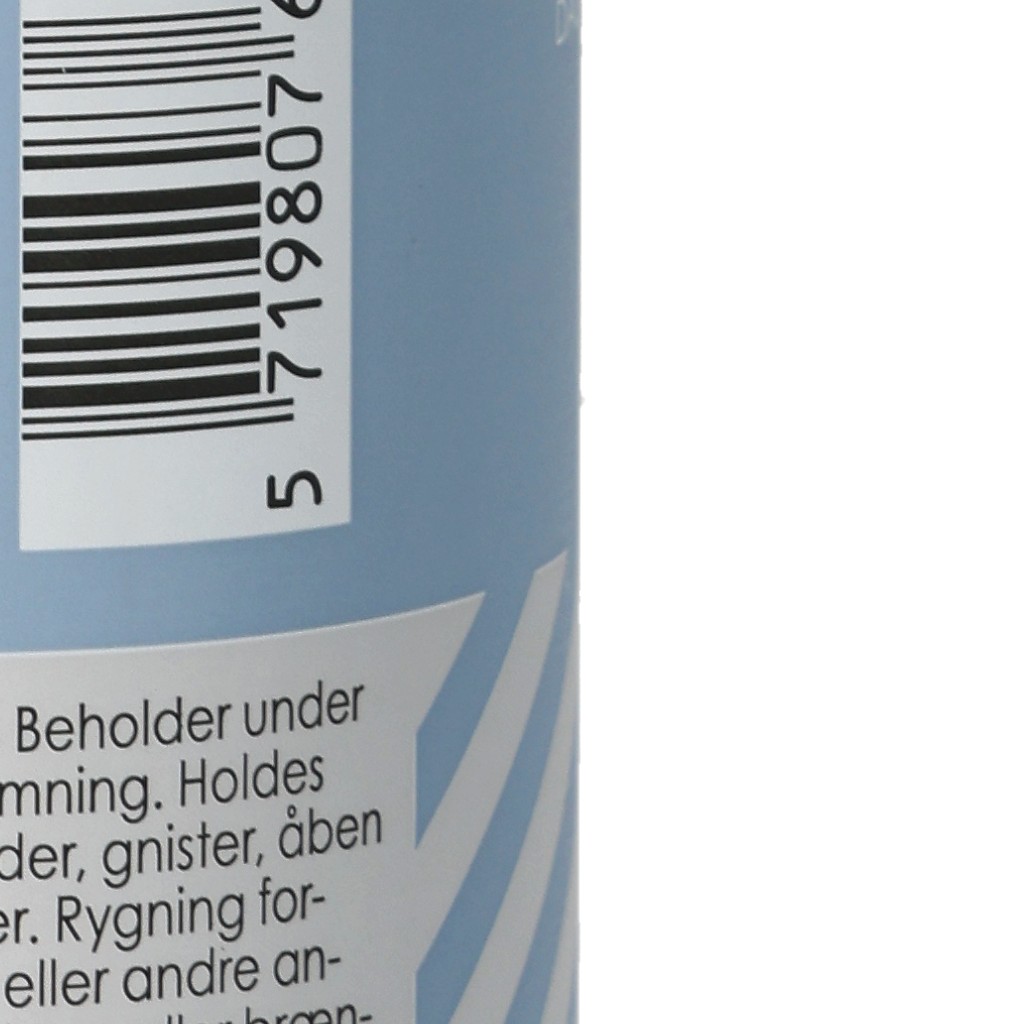 5 719807
Beholder under
mning. Holdes
der, gnister, åben
er. Rygning for-
eller andre an-